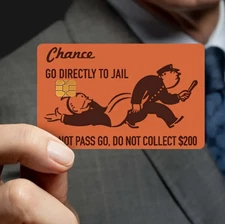 Chance
GO DIRECTLY TO JAIL
NOT PASS GO, DO NOT COLLECT $200